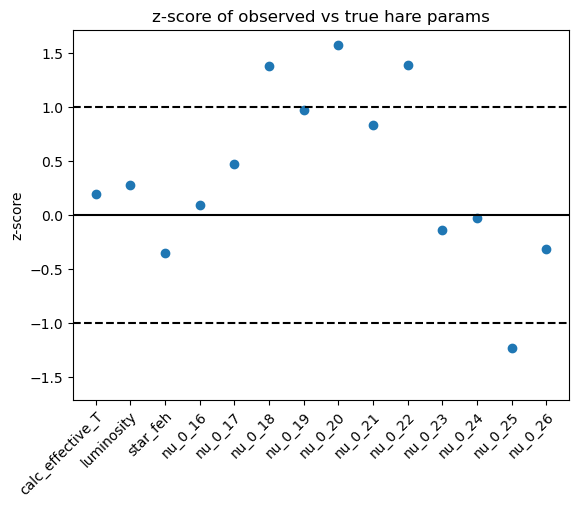 z-score of observed vs true hare params
z-score
1.5
1.0
0.5
0.0
−0.5
−1.0
−1.5
calc_effective_T
luminosity
star_feh
nu_0_16
nu_0_17
nu_0_18
nu_0_19
nu_0_20
nu_0_21
nu_0_22
nu_0_23
nu_0_24
nu_0_25
nu_0_26